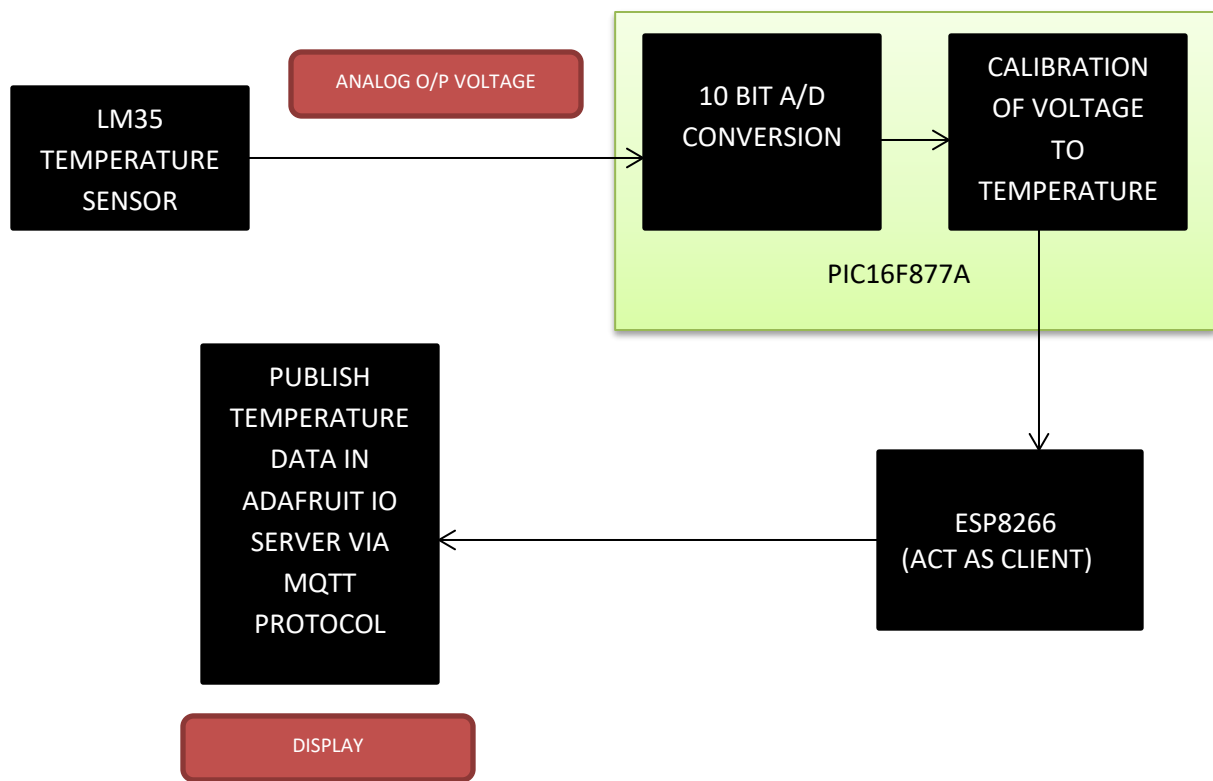 ANALOG O/P VOLTAGE
LM35
TEMPERATURE
SENSOR
10 BIT A/D
CONVERSION
CALIBRATION
OF VOLTAGE
TO
TEMPERATURE
PIC16F877A
PUBLISH
TEMPERATURE
DATA IN
ADAFRUIT IO
SERVER VIA
MQTT
PROTOCOL
ESP8266
(ACT AS CLIENT)
DISPLAY